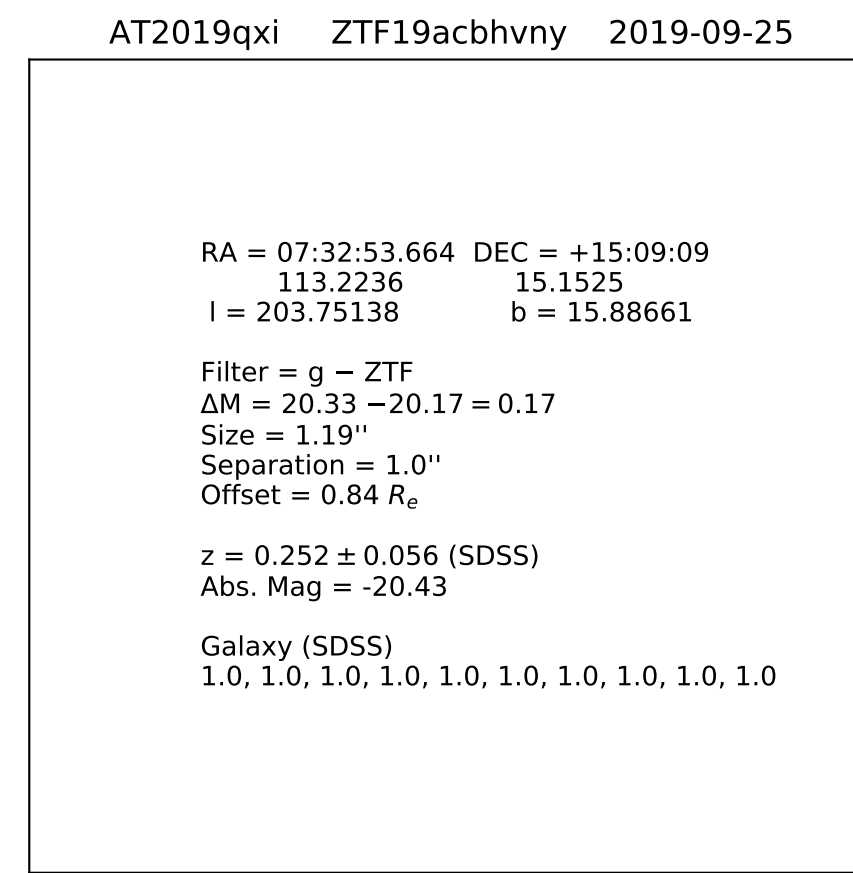 AT2019qxi ZTF19acbhvny 2019-09-25
RA = 07:32:53.664 DEC = +15:09:09
113.2236 15.1525
l = 203.75138 b = 15.88661
Filter = g − ZTF
ΔM = 20.33 −20.17 = 0.17
Size = 1.19''
Separation = 1.0''
Offset = 0.84 Rₑ
z = 0.252 ± 0.056 (SDSS)
Abs. Mag = -20.43
Galaxy (SDSS)
1.0, 1.0, 1.0, 1.0, 1.0, 1.0, 1.0, 1.0, 1.0, 1.0